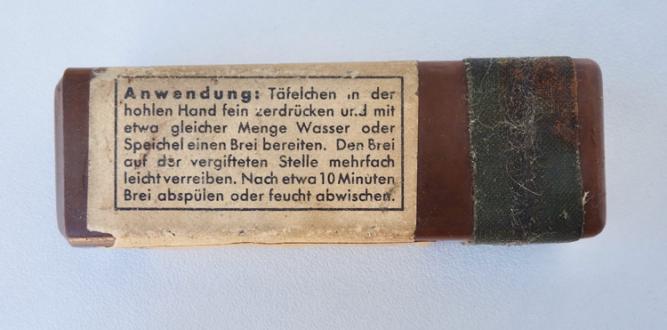 Anwendung: Täfelchen in der
hohlen Hand fein zerdrücken und mit
etwa gleicher Menge Wasser oder
Speichel einen Brei bereiten. Den Brei
auf der vergifteten Stelle mehrfach
leicht verreiben. Nach etwa 10 Minuten
Brei abspülen oder feucht abwischen.